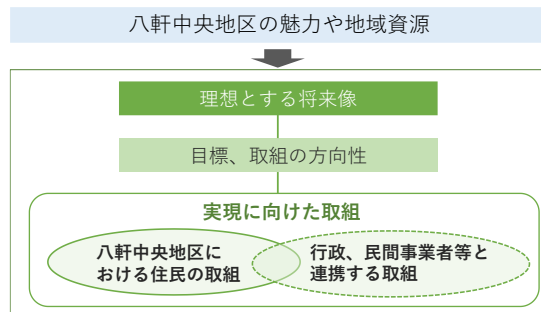 八軒中央地区の魅力や地域資源
理想とする将来像
目標、取組の方向性
実現に向けた取組
八軒中央地区に
おける住民の取組
行政、民間事業者等と
連携する取組